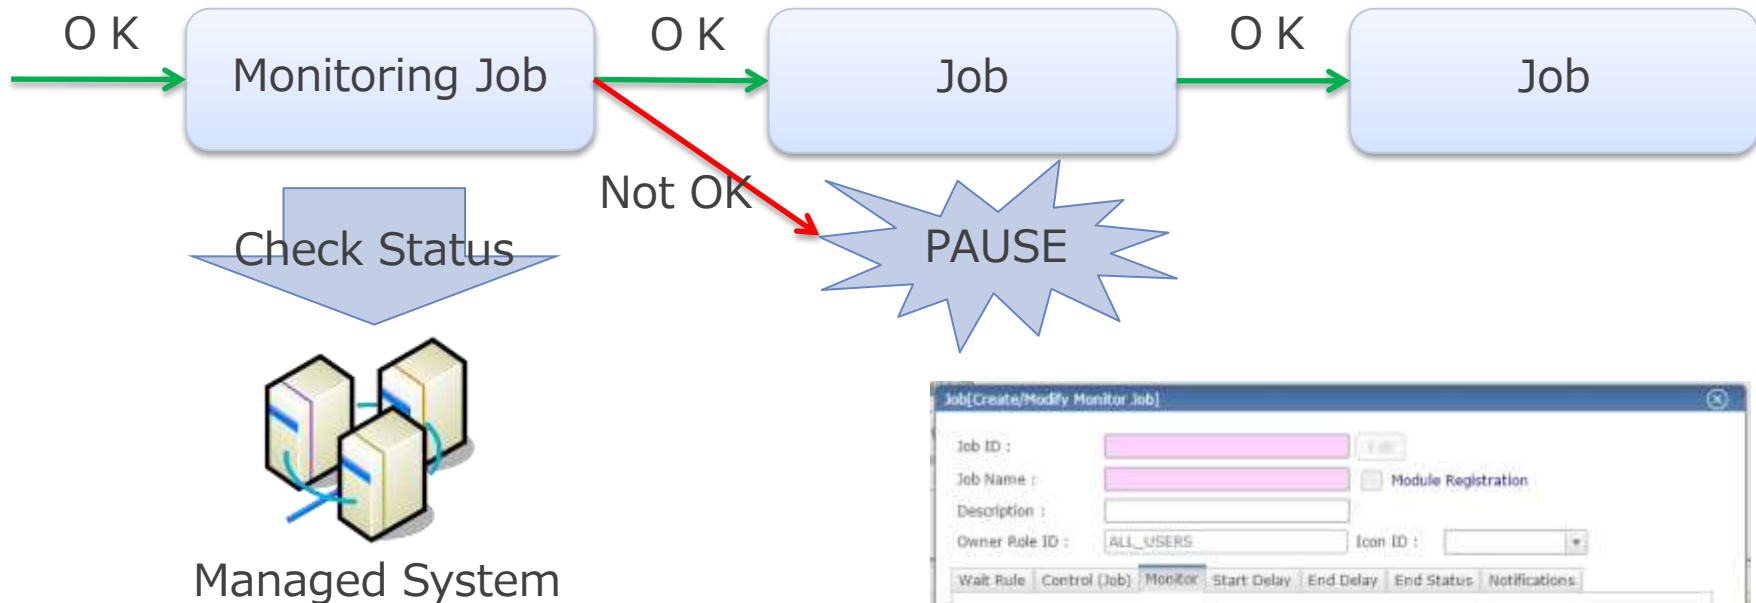 O K
O K
O K
Monitoring Job
Job
Job
Not OK
Check Status
PAUSE
Managed System
Job[Create/Modify Monitor Job]
Job ID :
Job Name :
Module Registration
Description :
Owner Role ID :
ALL_USERS
Icon ID :
Wait Rule
Control (Job)
Monitor
Start Delay
End Delay
End Status
Notifications